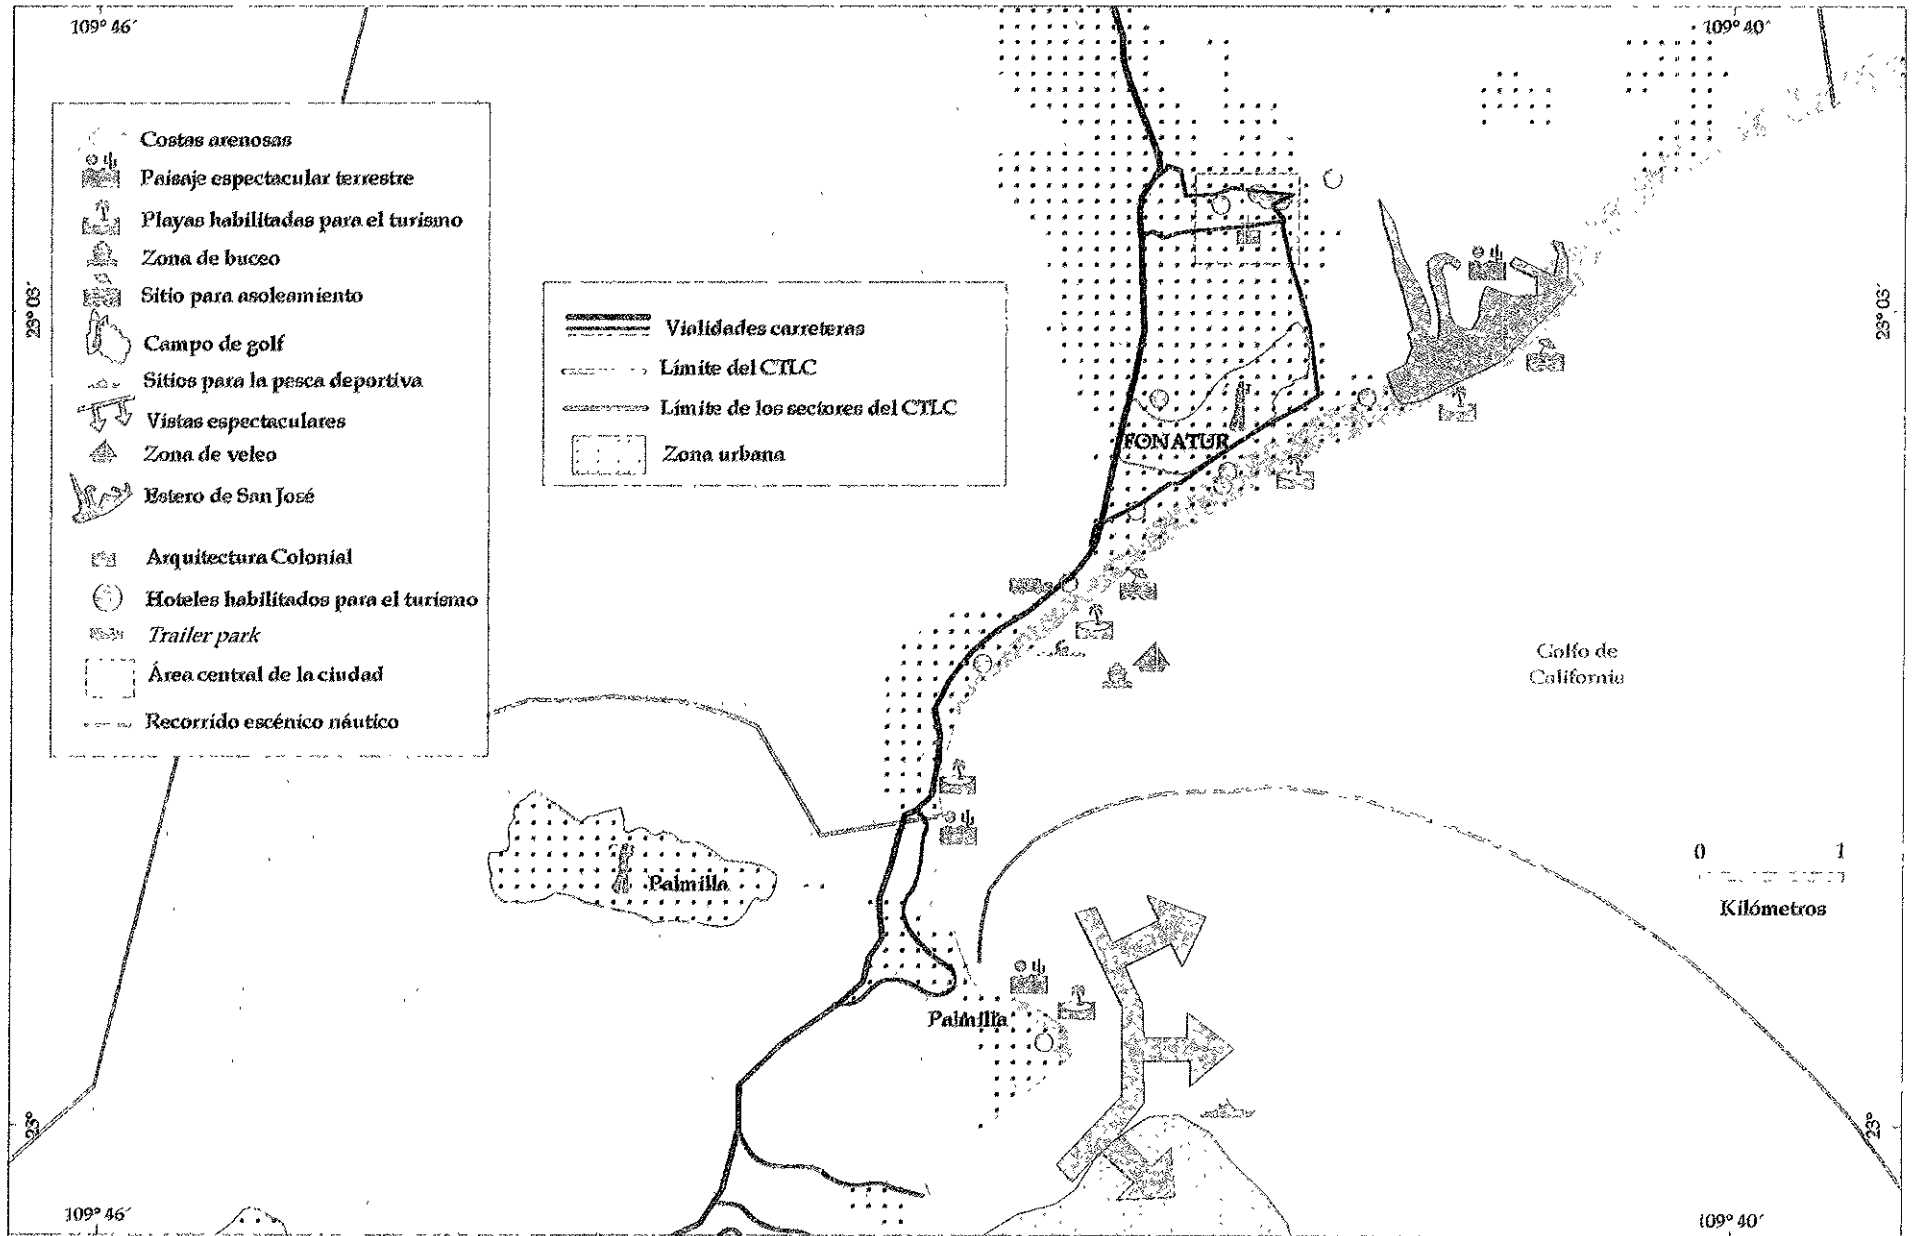 109° 46´
109° 40´
Costas arenosas
Paisaje espectacular terrestre
Playas habilitadas para el turismo
Zona de buceo
Sitio para asoleamiento
Campo de golf
Sitios para la pesca deportiva
Vistas espectaculares
Zona de veleo
Estero de San José
Arquitectura Colonial
Hoteles habilitados para el turismo
Trailer park
Área central de la ciudad
Recorrido escénico náutico
Vialidades carreteras
Límite del CTLC
Límite de los sectores del CTLC
Zona urbana
23° 03´
23° 03´
FONATUR
Golfo de
California
Palmilla
Palmilla
0 1
Kilómetros
23°
23°
109° 46´
109° 40´